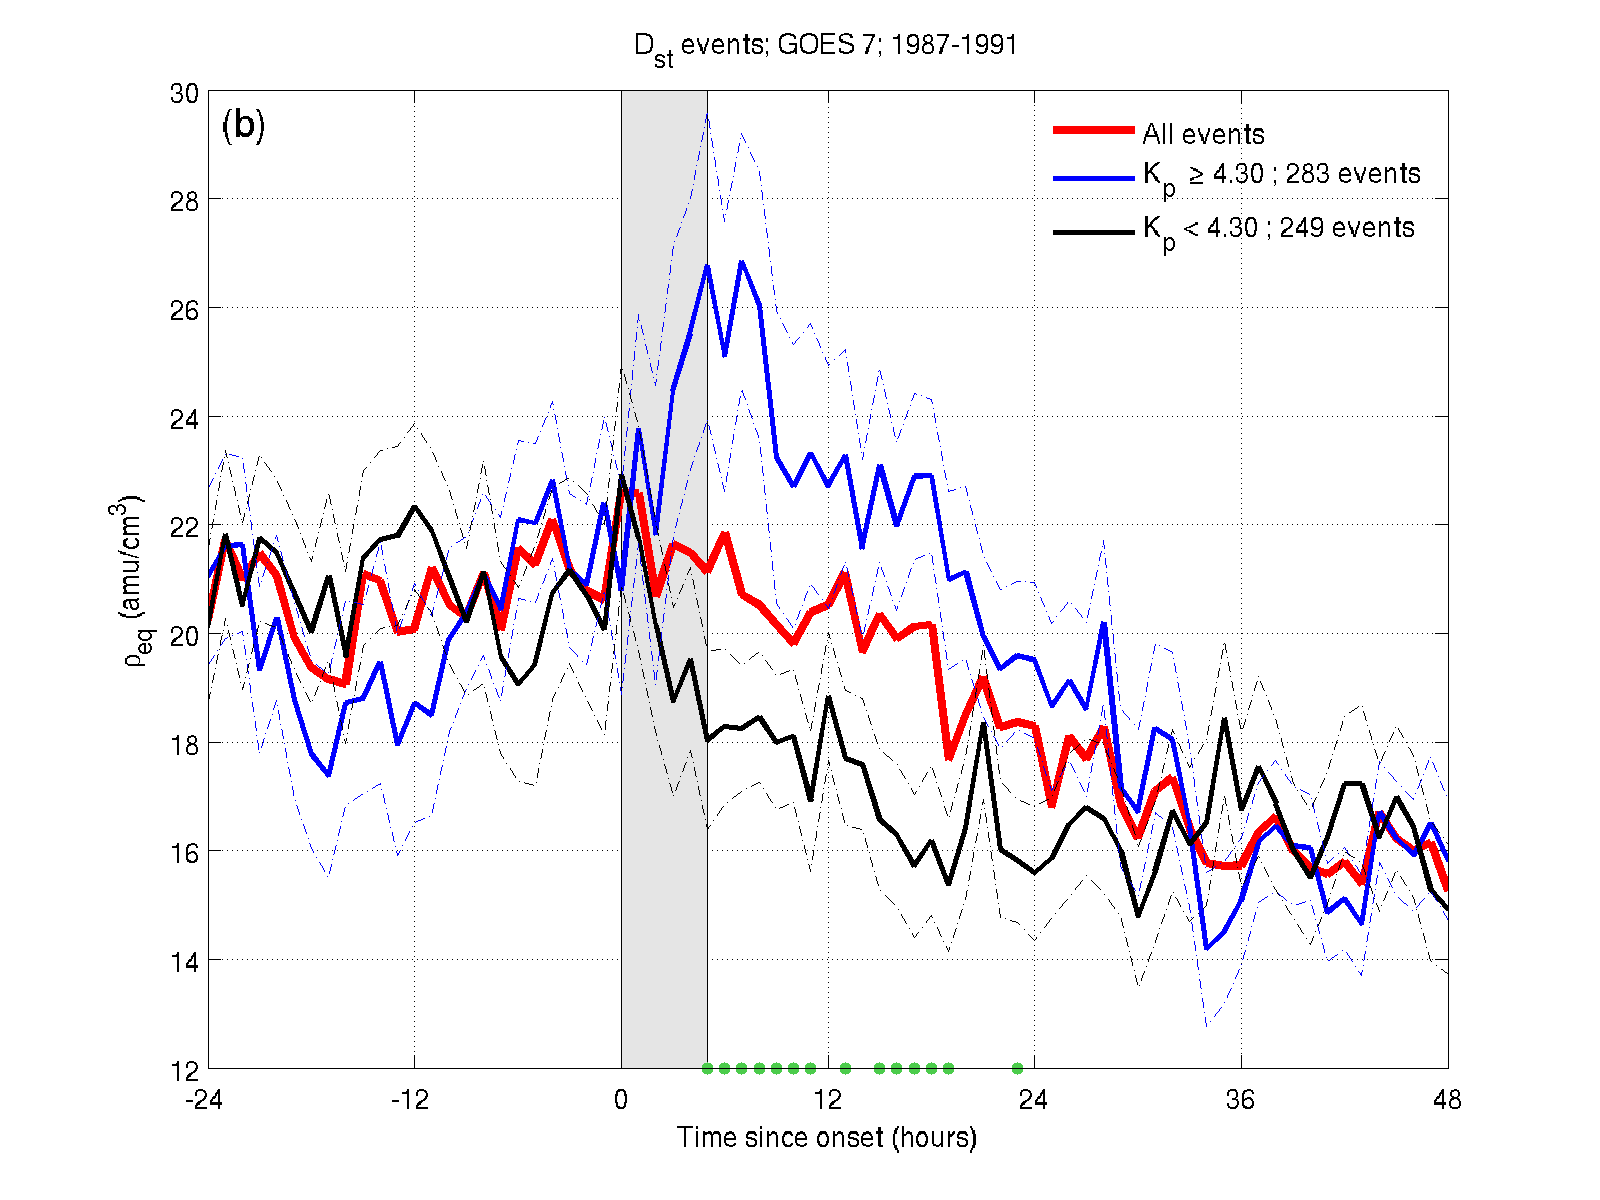 D_st events; GOES 7; 1987-1991
(b)
All events
K_p ≥ 4.30 ; 283 events
K_p < 4.30 ; 249 events
30
28
26
24
22
20
18
16
14
12
ρ_eq (amu/cm³)
-24 -12 0 12 24 36 48
Time since onset (hours)